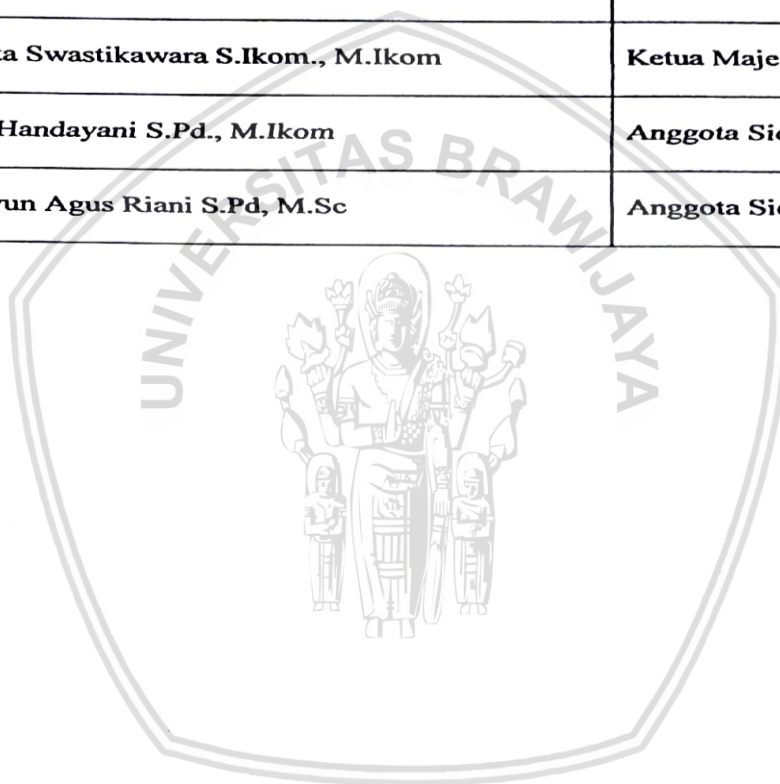 ta Swastikawara S.Ikom., M.Ikom Ketua Maje
Handayani S.Pd., M.Ikom Anggota Si
run Agus Riani S.Pd, M.Sc Anggota Si
UNIVERSITAS BRAWIJAYA